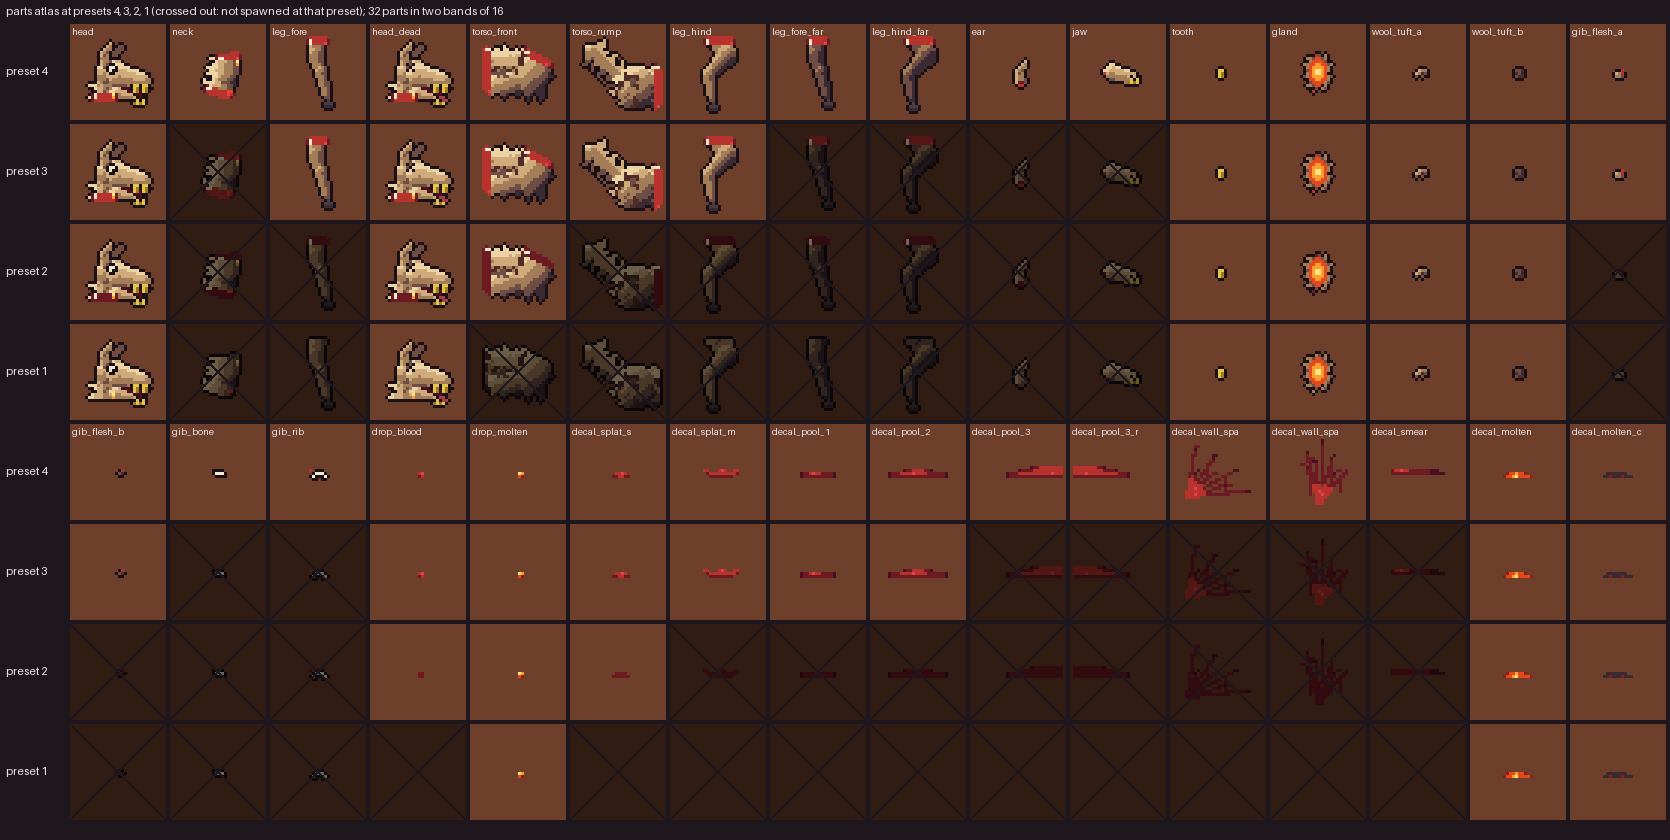 parts atlas at presets 4, 3, 2, 1 (crossed out: not spawned at that preset); 32 parts in two bands of 16
head neck leg_fore head_dead torso_front torso_rump leg_hind leg_fore_far leg_hind_far ear jaw tooth gland wool_tuft_a wool_tuft_b gib_flesh_a
preset 4
preset 3
preset 2
preset 1
gib_flesh_b gib_bone gib_rib drop_blood drop_molten decal_splat_s decal_splat_m decal_pool_1 decal_pool_2 decal_pool_3 decal_pool_3_r decal_wall_spa decal_wall_spa decal_smear decal_molten decal_molten_c
preset 4
preset 3
preset 2
preset 1